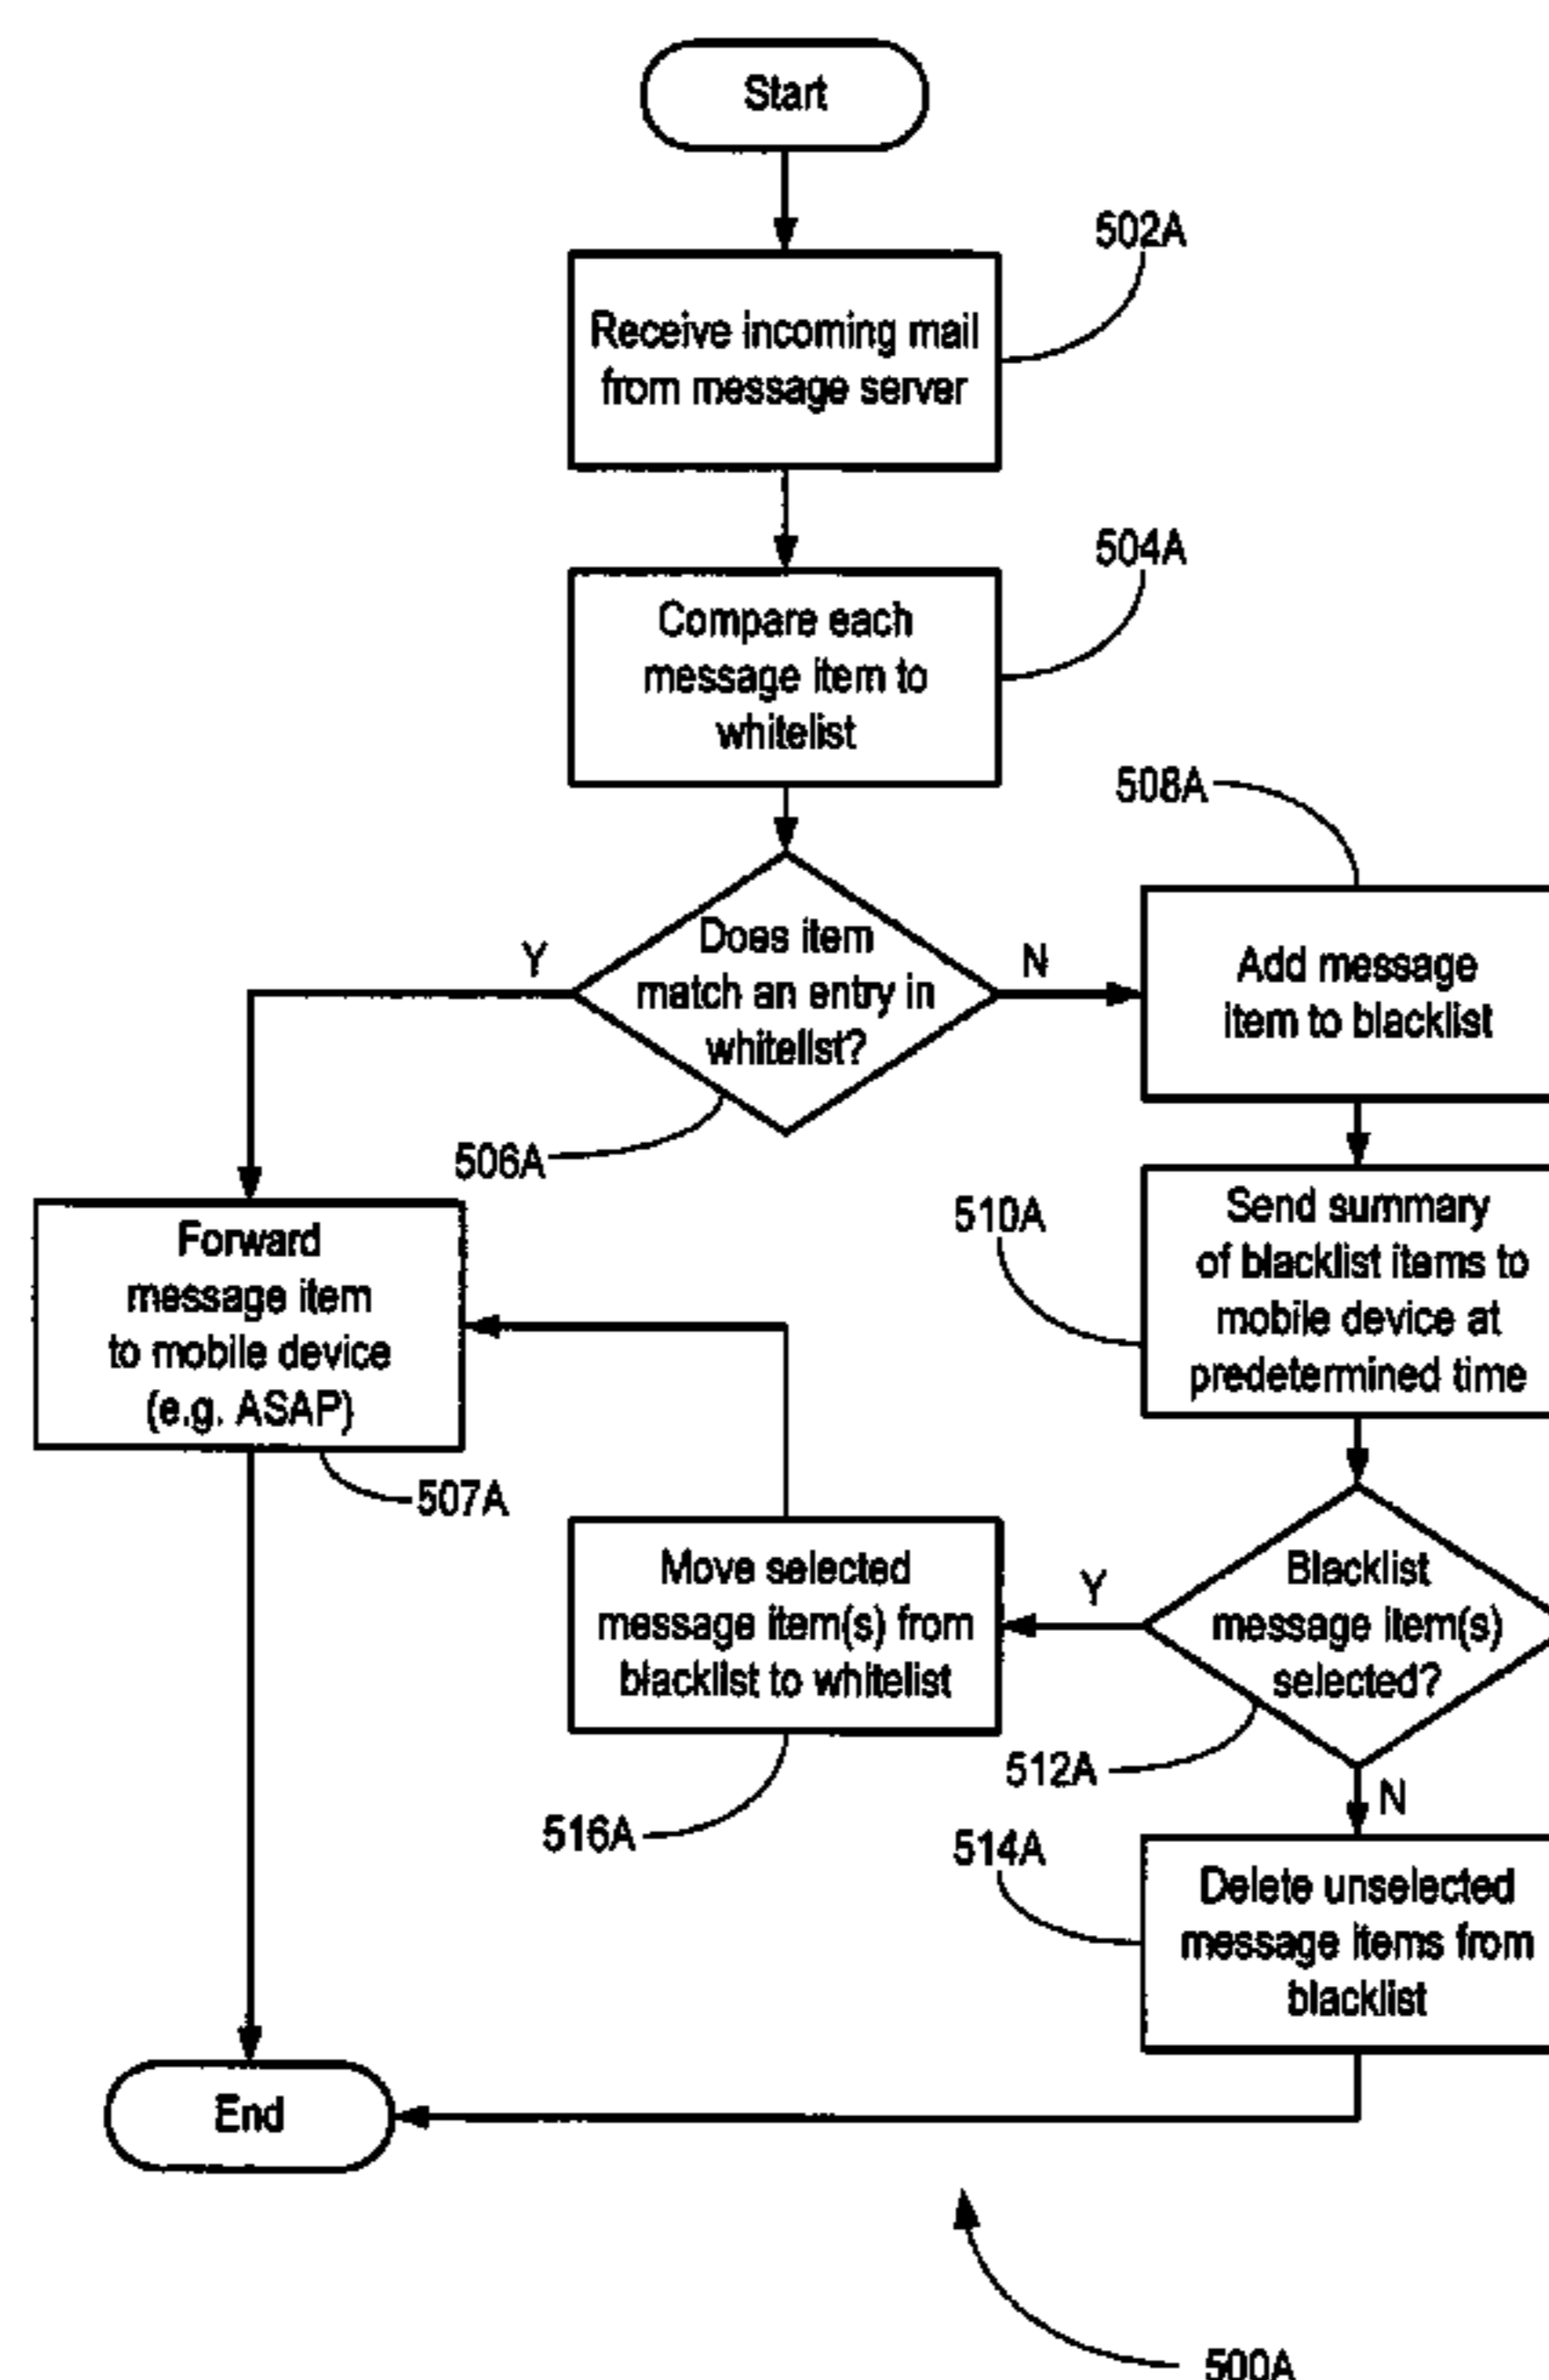 Start
502A
Receive incoming mail
from message server
504A
Compare each
message item to
whitelist
508A
Y
Does item
match an entry in
whitelist?
N
Add message
item to blacklist
506A
510A
Send summary
of blacklist items to
mobile device at
predetermined time
Forward
message item
to mobile device
(e.g. ASAP)
507A
Move selected
message item(s) from
blacklist to whitelist
Y
Blacklist
message item(s)
selected?
512A
N
516A
514A
Delete unselected
message items from
blacklist
End
500A